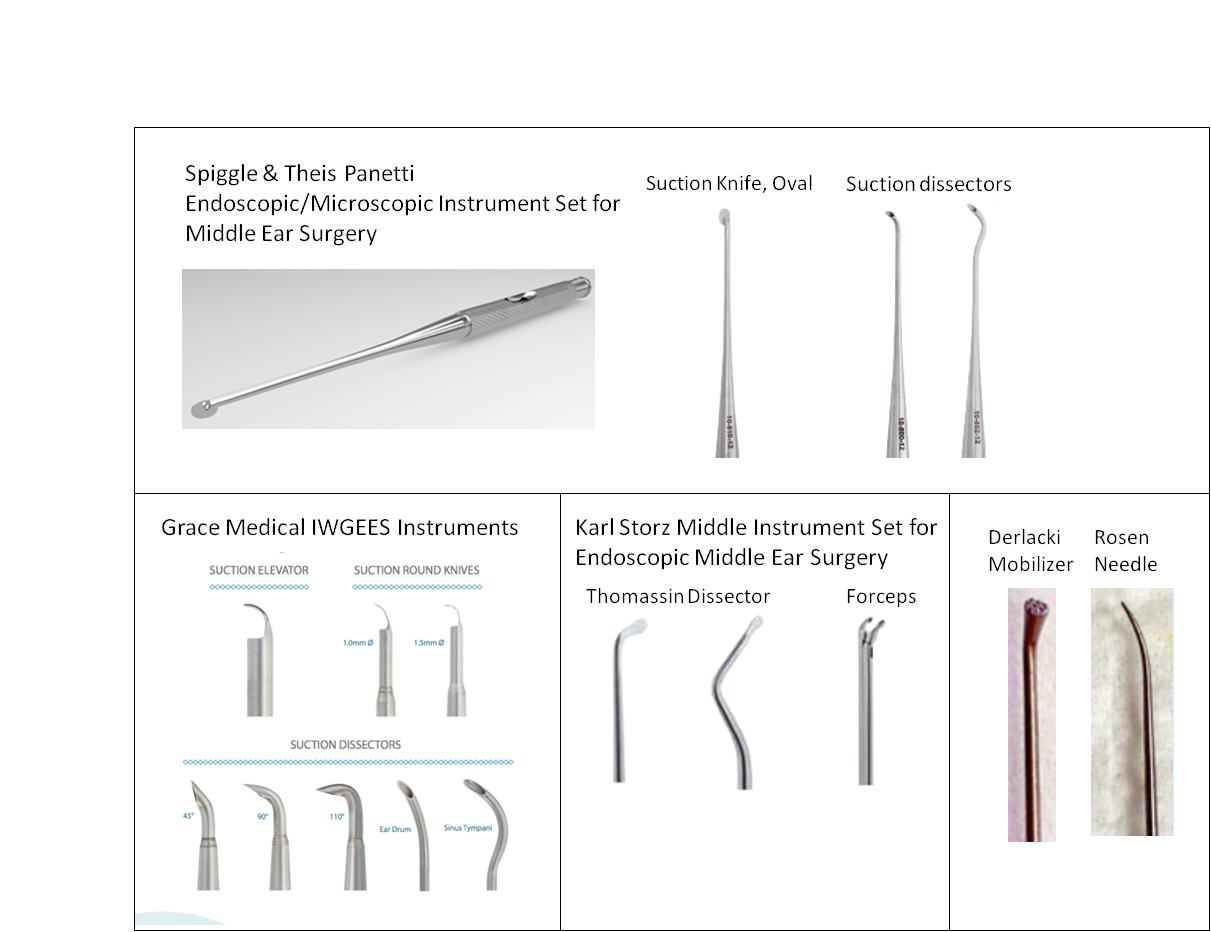 Spiggle & Theis Panetti
Endoscopic/Microscopic Instrument Set for
Middle Ear Surgery
Suction Knife, Oval
Suction dissectors
10-810-12
10-800-12
10-802-12
Grace Medical IWGEES Instruments
SUCTION ELEVATOR
SUCTION ROUND KNIVES
1.0mm Ø
1.5mm Ø
SUCTION DISSECTORS
45°
90°
110°
Ear Drum
Sinus Tympani
Karl Storz Middle Instrument Set for
Endoscopic Middle Ear Surgery
Thomassin Dissector
Forceps
Derlacki
Mobilizer
Rosen
Needle